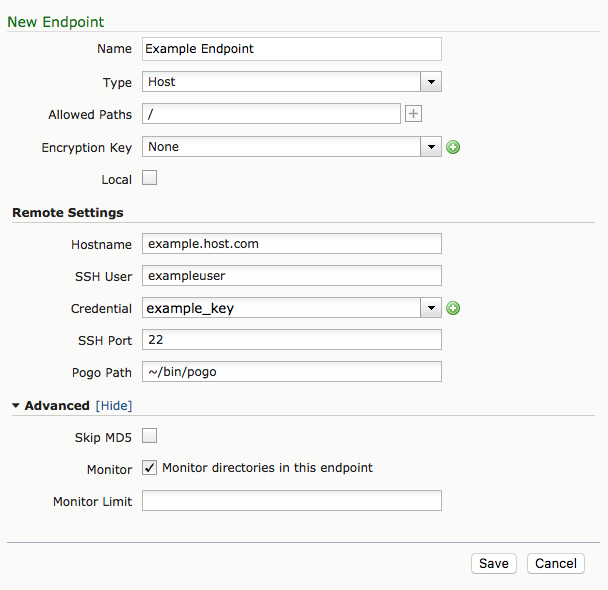 New Endpoint
Name Example Endpoint
Type Host
Allowed Paths /
Encryption Key None
Local
Remote Settings
Hostname example.host.com
SSH User exampleuser
Credential example_key
SSH Port 22
Pogo Path ~/bin/pogo
Advanced [Hide]
Skip MD5
Monitor Monitor directories in this endpoint
Monitor Limit
Save Cancel